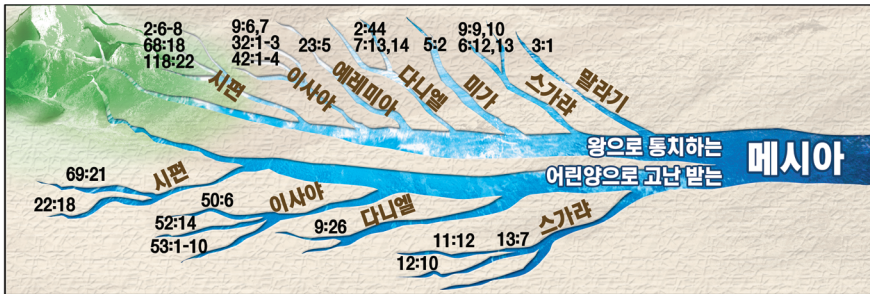 2:6-8
68:18
118:22
시편
9:6,7
32:1-3
42:1-4
이사야
23:5
예레미야
2:44
7:13,14
다니엘
5:2
미가
9:9,10
6:12,13
스가랴
3:1
말라기
왕으로 통치하는
어린양으로 고난 받는
메시아
69:21
22:18
시편
50:6
52:14
53:1-10
이사야
9:26
다니엘
11:12
12:10
13:7
스가랴